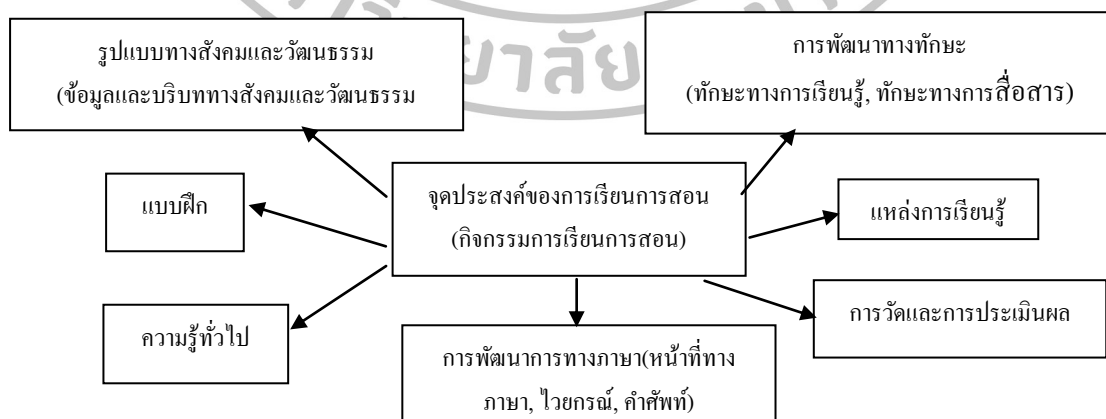 รูปแบบทางสังคมและวัฒนธรรม
(ข้อมูลและบริบททางสังคมและวัฒนธรรม
การพัฒนาทางทักษะ
(ทักษะทางการเรียนรู้, ทักษะทางการสื่อสาร)
จุดประสงค์ของการเรียนการสอน
(กิจกรรมการเรียนการสอน)
แบบฝึก
แหล่งการเรียนรู้
ความรู้ทั่วไป
การวัดและการประเมินผล
การพัฒนาการทางภาษา(หน้าที่ทาง
ภาษา, ไวยกรณ์, คำศัพท์)